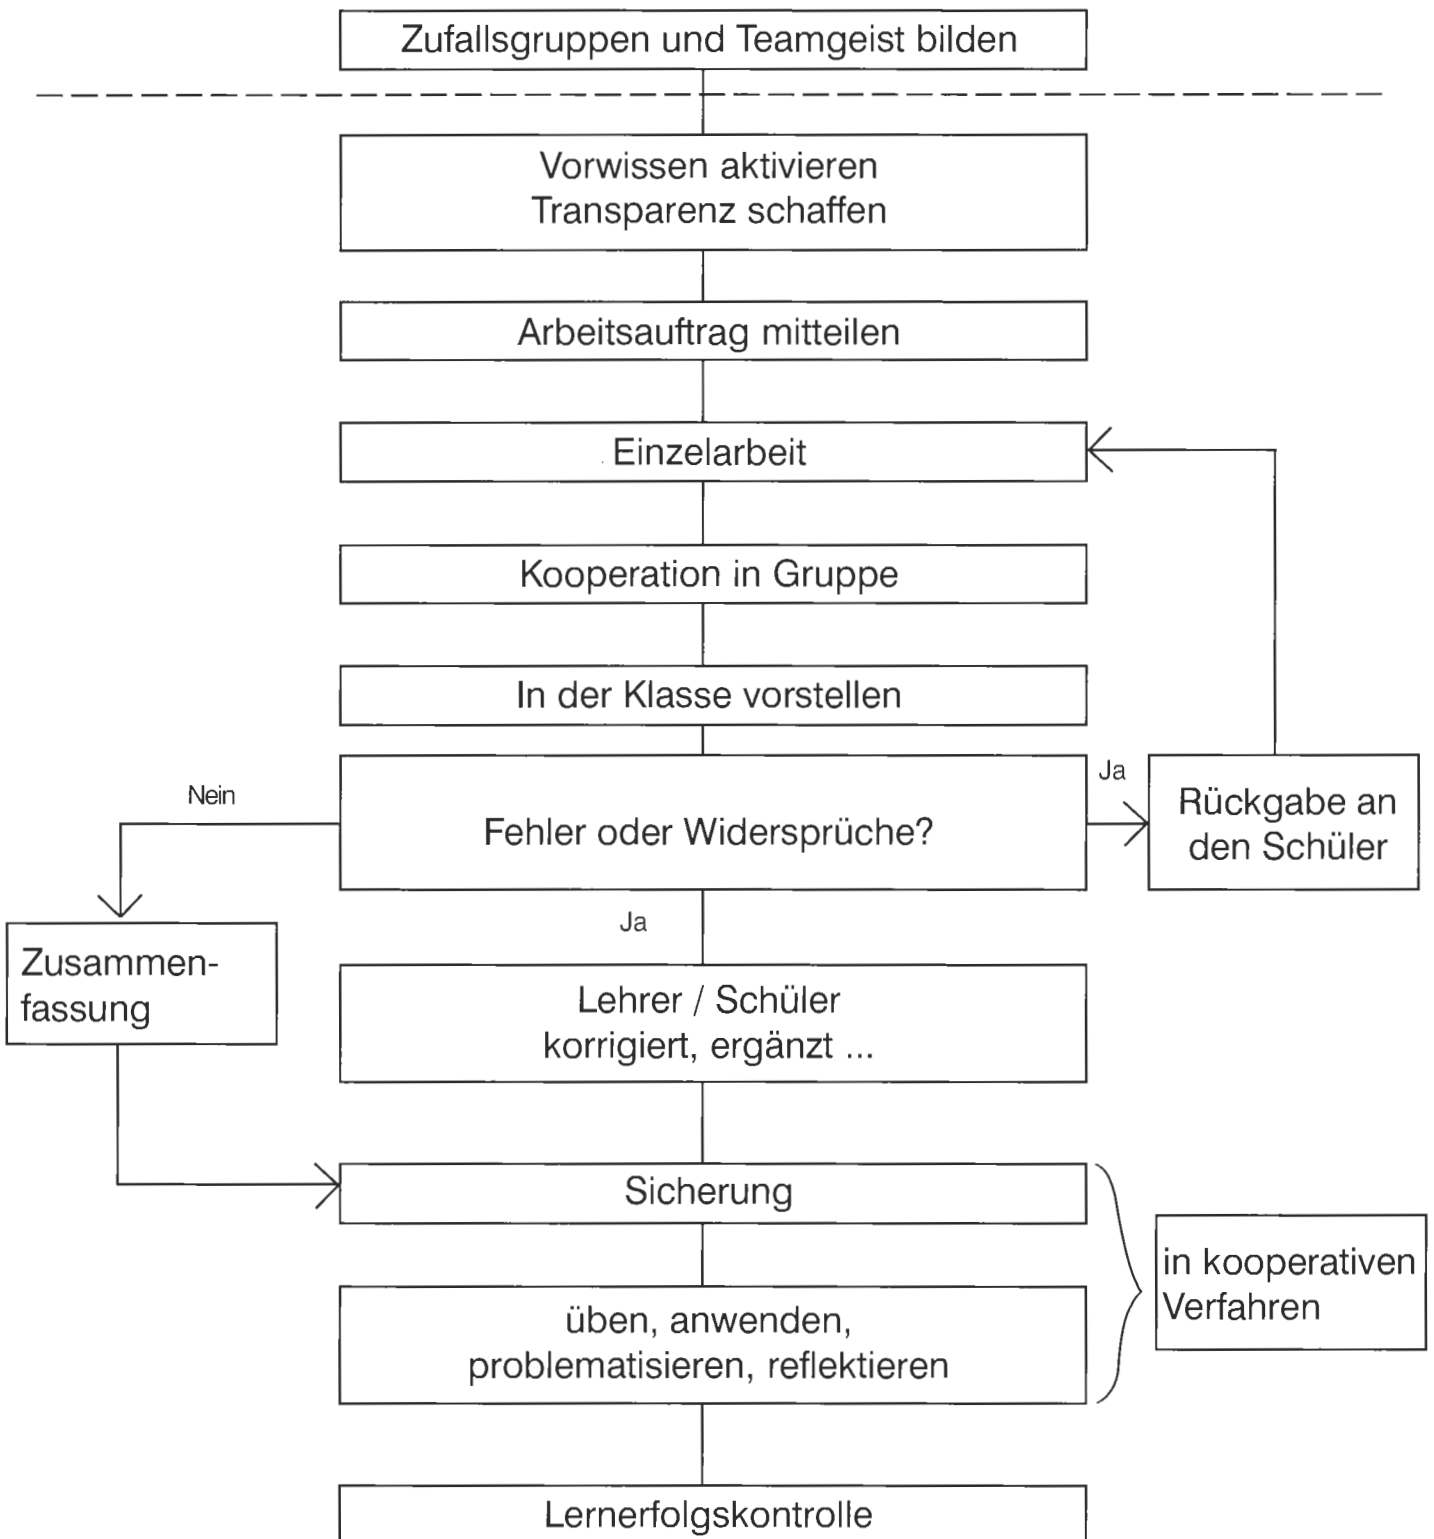 Zufallsgruppen und Teamgeist bilden
Vorwissen aktivieren
Transparenz schaffen
Arbeitsauftrag mitteilen
Einzelarbeit
Kooperation in Gruppe
In der Klasse vorstellen
Nein
Fehler oder Widersprüche?
Ja
Rückgabe an
den Schüler
Ja
Zusammen-
fassung
Lehrer / Schüler
korrigiert, ergänzt ...
Sicherung
üben, anwenden,
problematisieren, reflektieren
in kooperativen
Verfahren
Lernerfolgskontrolle